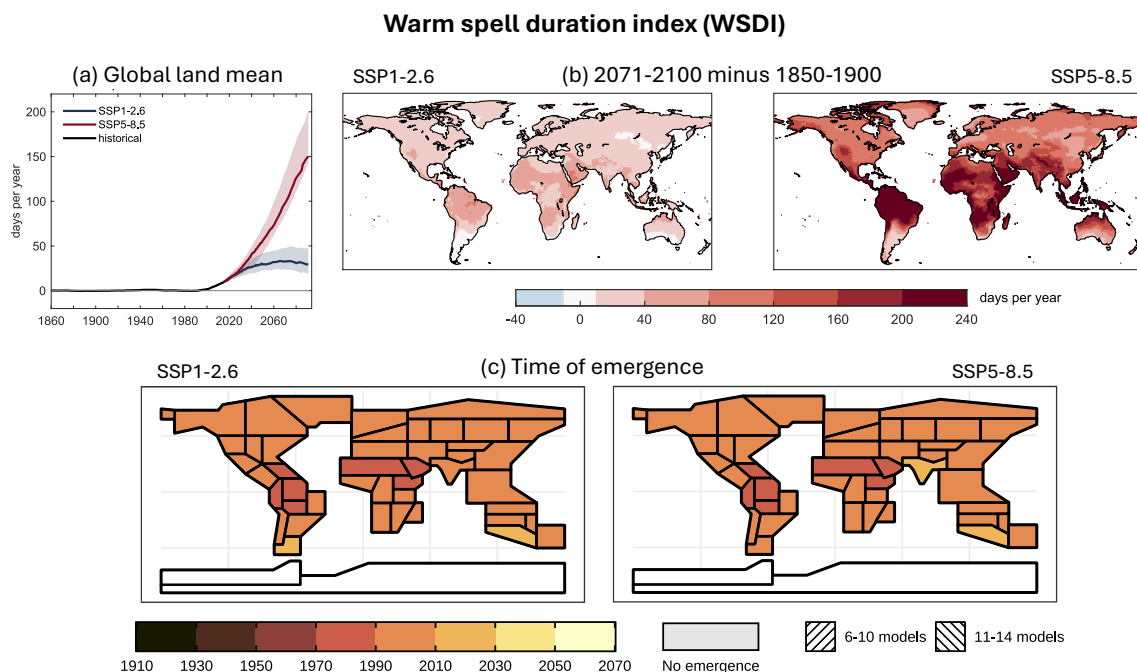 Warm spell duration index (WSDI)
(a) Global land mean
SSP1-2.6
(b) 2071-2100 minus 1850-1900
SSP5-8.5
SSP1-2.6
SSP5-8.5
historical
days per year
200
150
100
50
0
1860 1900 1940 1980 2020 2060
-40 0 40 80 120 160 200 240
days per year
SSP1-2.6
(c) Time of emergence
SSP5-8.5
1910 1930 1950 1970 1990 2010 2030 2050 2070
No emergence
6-10 models
11-14 models